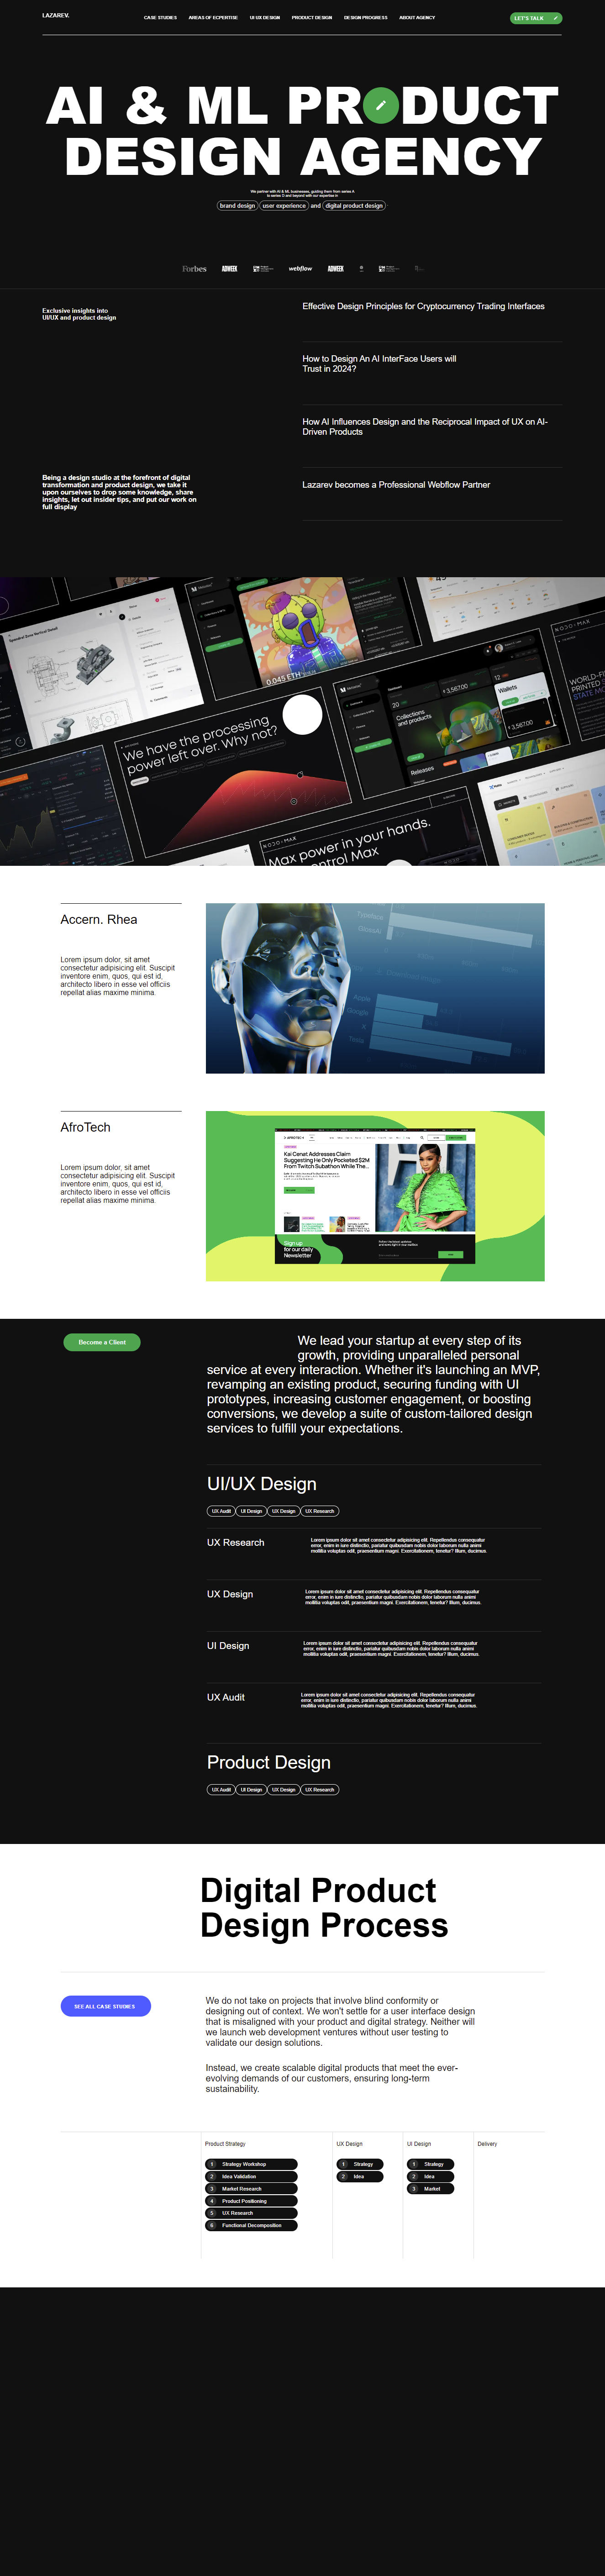 LAZAREV.
CASE STUDIES
AREAS OF ECPERTISE
UI UX DESIGN
PRODUCT DESIGN
DESIGN PROGRESS
ABOUT AGENCY
LET'S TALK
AI & ML PRODUCT
DESIGN AGENCY
We partner with AI & ML businesses, guiding them from series A
to series D and beyond with our expertise in
brand design user experience and digital product design
Forbes
ADWEEK
webflow
ADWEEK
Exclusive insights into
UI/UX and product design
Effective Design Principles for Cryptocurrency Trading Interfaces
How to Design An AI InterFace Users will
Trust in 2024?
How AI Influences Design and the Reciprocal Impact of UX on AI-
Driven Products
Being a design studio at the forefront of digital
transformation and product design, we take it
upon ourselves to drop some knowledge, share
insights, let out insider tips, and put our work on
full display
Lazarev becomes a Professional Webflow Partner
0.045 ETH
We have the processing
power left over. Why not?
Collections
and products
Releases
Wallets
Max power in your hands.
Accern. Rhea
Lorem ipsum dolor, sit amet
consectetur adipisicing elit. Suscipit
inventore enim, quos, qui est id,
architecto libero in esse vel officiis
repellat alias maxime minima.
Typeface
Apple
Google
X
Tesla
AfroTech
Lorem ipsum dolor, sit amet
consectetur adipisicing elit. Suscipit
inventore enim, quos, qui est id,
architecto libero in esse vel officiis
repellat alias maxime minima.
AFROTECH
Kai Cenat Addresses Claim
Suggesting He Only Pocketed $2M
From Twitch Subathon While The...
Sign up
for our daily
Newsletter
Become a Client
We lead your startup at every step of its
growth, providing unparalleled personal
service at every interaction. Whether it's launching an MVP,
revamping an existing product, securing funding with UI
prototypes, increasing customer engagement, or boosting
conversions, we develop a suite of custom-tailored design
services to fulfill your expectations.
UI/UX Design
UX Audit UI Design UX Design UX Research
UX Research
Lorem ipsum dolor sit amet consectetur adipisicing elit. Repellendus consequatur
error, enim in iure distinctio, pariatur quibusdam nobis dolor laborum nulla animi
mollitia voluptas odit, praesentium magni. Exercitationem, tenetur? Illum, ducimus.
UX Design
Lorem ipsum dolor sit amet consectetur adipisicing elit. Repellendus consequatur
error, enim in iure distinctio, pariatur quibusdam nobis dolor laborum nulla animi
mollitia voluptas odit, praesentium magni. Exercitationem, tenetur? Illum, ducimus.
UI Design
Lorem ipsum dolor sit amet consectetur adipisicing elit. Repellendus consequatur
error, enim in iure distinctio, pariatur quibusdam nobis dolor laborum nulla animi
mollitia voluptas odit, praesentium magni. Exercitationem, tenetur? Illum, ducimus.
UX Audit
Lorem ipsum dolor sit amet consectetur adipisicing elit. Repellendus consequatur
error, enim in iure distinctio, pariatur quibusdam nobis dolor laborum nulla animi
mollitia voluptas odit, praesentium magni. Exercitationem, tenetur? Illum, ducimus.
Product Design
UX Audit UI Design UX Design UX Research
Digital Product
Design Process
SEE ALL CASE STUDIES
We do not take on projects that involve blind conformity or
designing out of context. We won't settle for a user interface design
that is misaligned with your product and digital strategy. Neither will
we launch web development ventures without user testing to
validate our design solutions.
Instead, we create scalable digital products that meet the ever-
evolving demands of our customers, ensuring long-term
sustainability.
Product Strategy
1 Strategy Workshop
2 Idea Validation
3 Market Research
4 Product Positioning
5 UX Research
6 Functional Decomposition
UX Design
1 Strategy
2 Idea
UI Design
1 Strategy
2 Idea
3 Market
Delivery